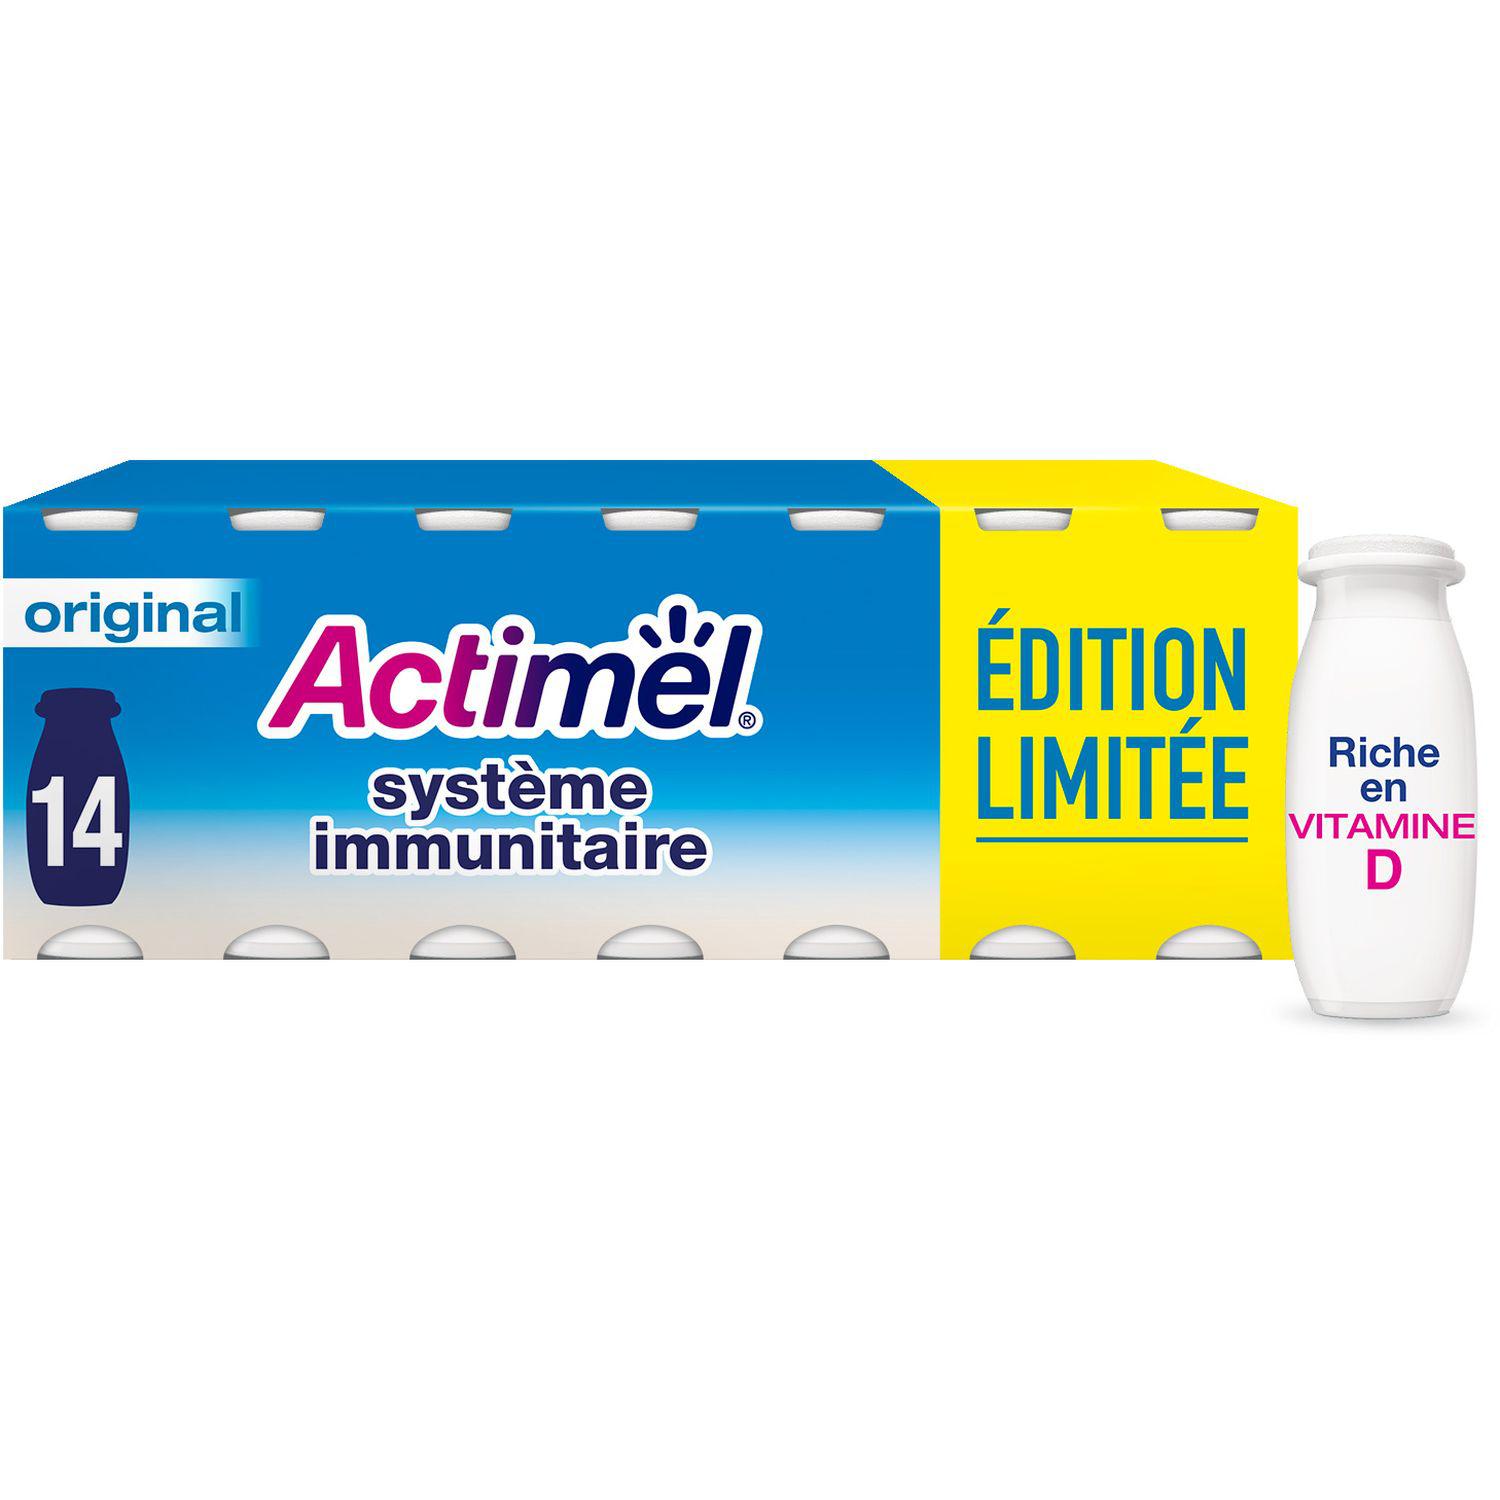 original
14
Actimel®
système
immunitaire
ÉDITION
LIMITÉE
Riche
en
VITAMINE
D